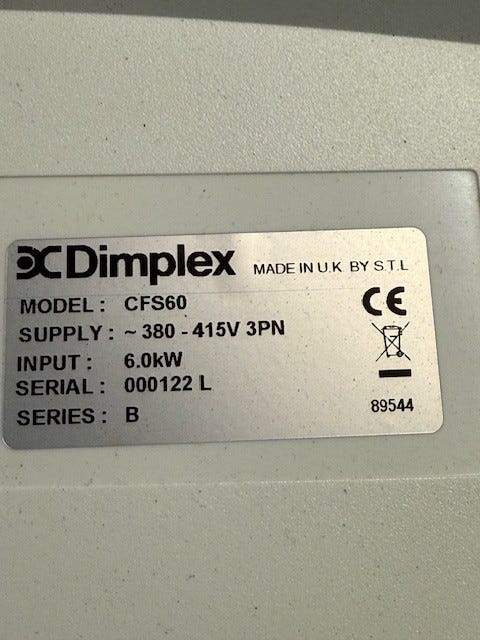 Dimplex MADE IN U.K. BY S.T.L
MODEL : CFS60
SUPPLY : ~ 380 - 415V 3PN
INPUT : 6.0kW
SERIAL : 000122 L
SERIES : B
CE
89544